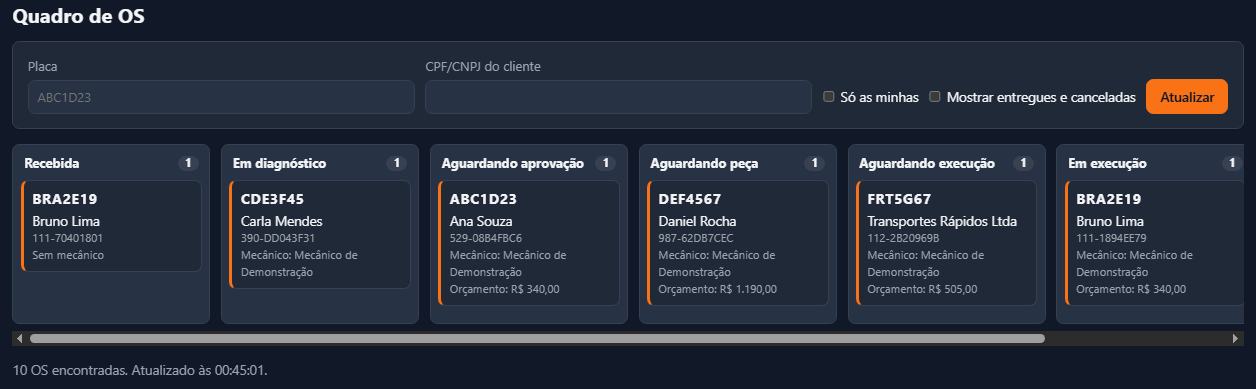 Quadro de OS
Placa
CPF/CNPJ do cliente
ABC1D23
Só as minhas
Mostrar entregues e canceladas
Atualizar
Recebida 1
BRA2E19
Bruno Lima
111-70401801
Sem mecânico
Em diagnóstico 1
CDE3F45
Carla Mendes
390-DD043F31
Mecânico: Mecânico de
Demonstração
Aguardando aprovação 1
ABC1D23
Ana Souza
529-08B4FBC6
Mecânico: Mecânico de
Demonstração
Orçamento: R$ 340,00
Aguardando peça 1
DEF4567
Daniel Rocha
987-62DB7CEC
Mecânico: Mecânico de
Demonstração
Orçamento: R$ 1.190,00
Aguardando execução 1
FRT5G67
Transportes Rápidos Ltda
112-2B20969B
Mecânico: Mecânico de
Demonstração
Orçamento: R$ 505,00
Em execução 1
BRA2E19
Bruno Lima
111-1894EE79
Mecânico: Mecânico de
Demonstração
Orçamento: R$ 340,00
10 OS encontradas. Atualizado às 00:45:01.